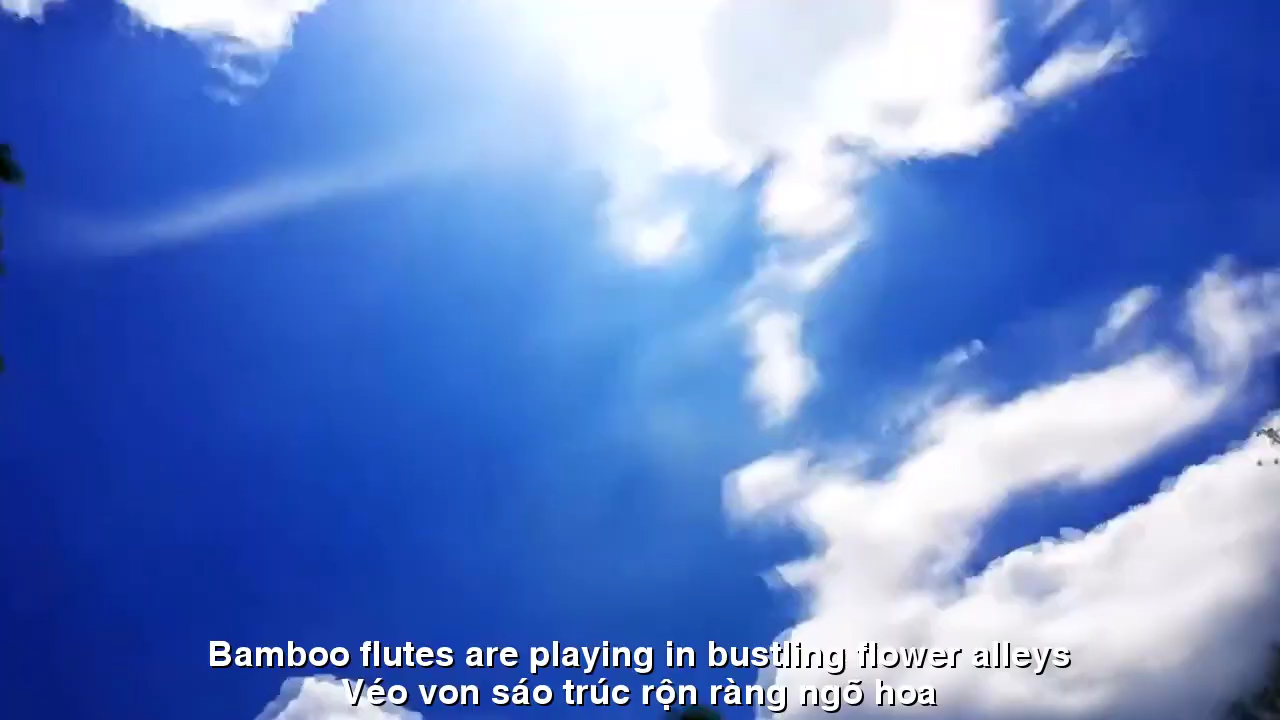 Bamboo flutes are playing in bustling flower alleys
Véo von sáo trúc rộn ràng ngõ hoa